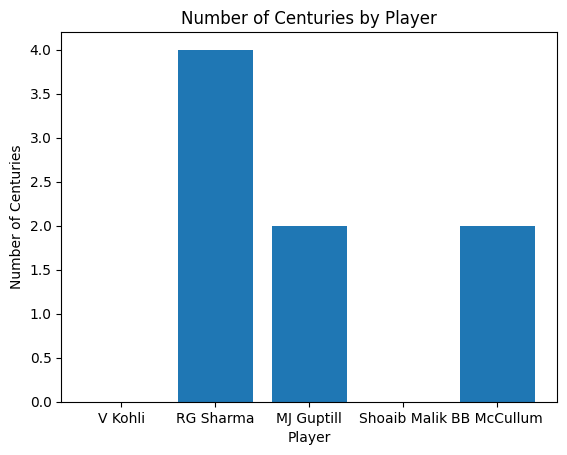 Number of Centuries by Player
Number of Centuries
4.0
3.5
3.0
2.5
2.0
1.5
1.0
0.5
0.0
V Kohli RG Sharma MJ Guptill Shoaib Malik BB McCullum
Player